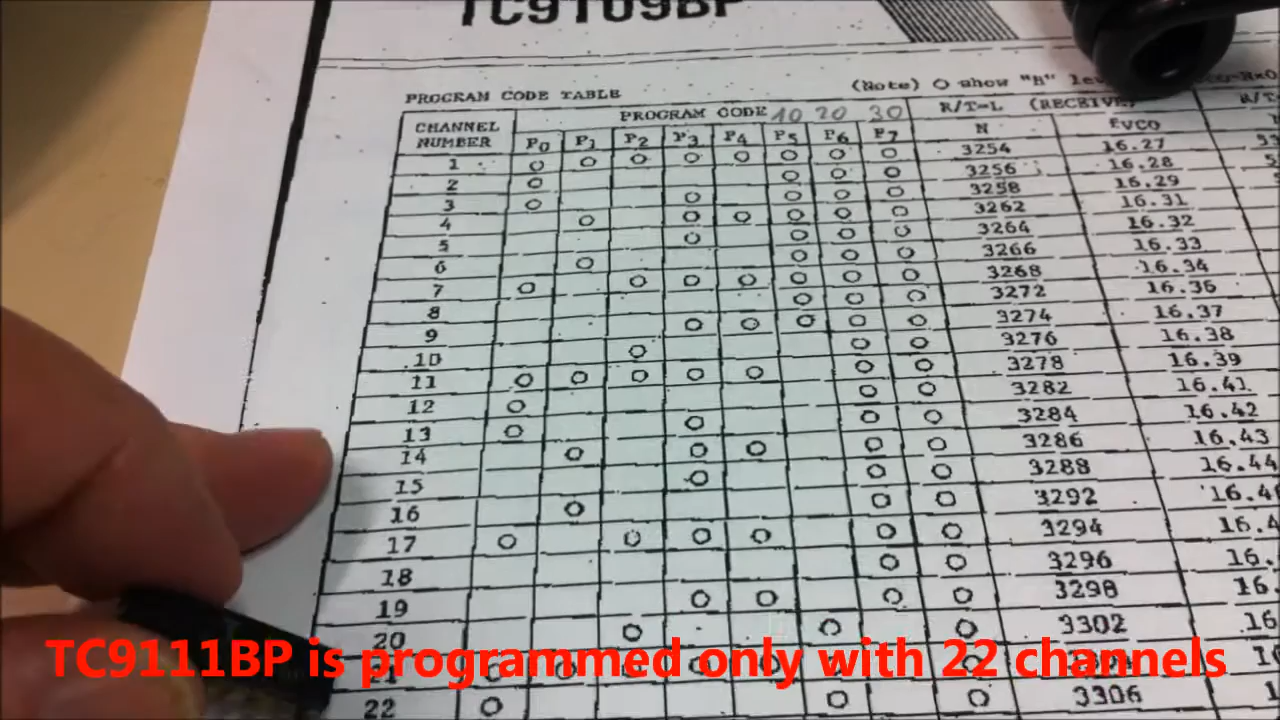 TC9109BP
PROGRAM CODE TABLE (Note) O show "H"
CHANNEL NUMBER PROGRAM CODE 10 20 30 R/T=L (RECEIVE)
P0 P1 P2 P3 P4 P5 P6 P7 N FVCO
1 O O O O O O O O 3254 16.27
2 O O O O 3256 16.28
3 O O O O O 3258 16.29
4 O O O O O O 3262 16.31
5 O O O O 3264 16.32
6 O O O O 3266 16.33
7 O O O O O O O 3268 16.34
8 O O O 3272 16.36
9 O O O O O 3274 16.37
10 O O O 3276 16.38
11 O O O O O O O 3278 16.39
12 O O O 3282 16.41
13 O O O O 3284 16.42
14 O O O O O 3286 16.43
15 O O O 3288 16.44
16 O O O 3292
17 O O O O O O 3294
18 O O 3296
19 O O O O 3298
20 O O O 3302
22 O O O 3306
TC9111BP is programmed only with 22 channels